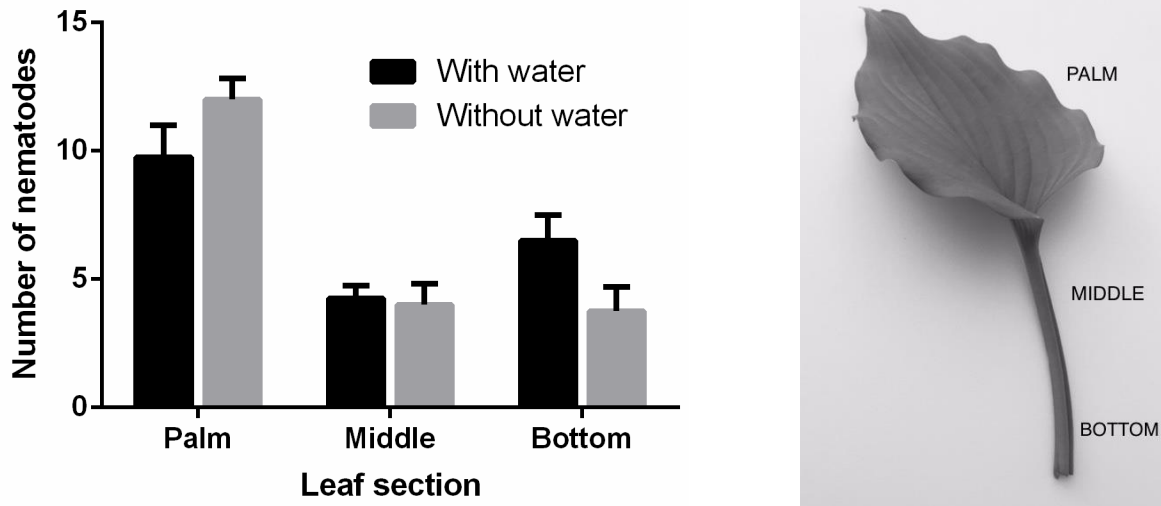 Number of nematodes
15
10
5
0
With water
Without water
Palm
Middle
Bottom
Leaf section
PALM
MIDDLE
BOTTOM